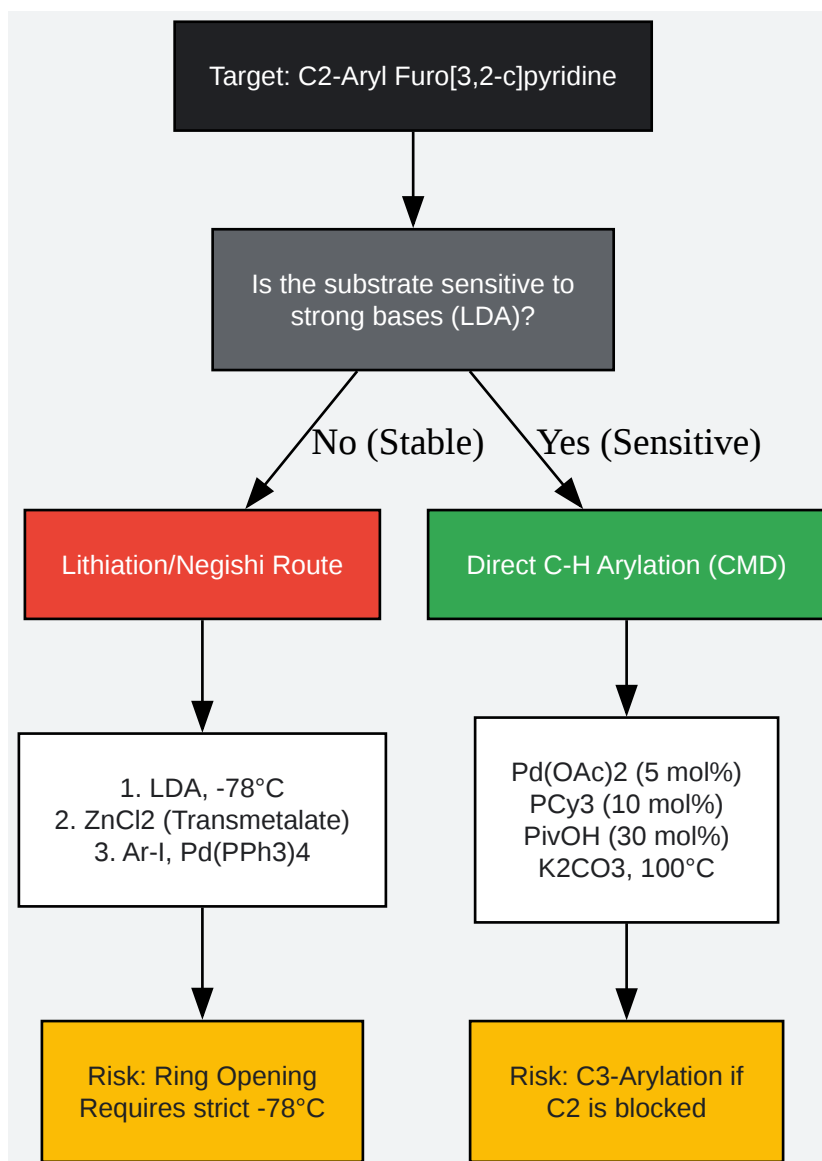 Target: C2-Aryl Furo[3,2-c]pyridine
Is the substrate sensitive to
strong bases (LDA)?
No (Stable)
Yes (Sensitive)
Lithiation/Negishi Route
Direct C-H Arylation (CMD)
1. LDA, -78°C
2. ZnCl2 (Transmetalate)
3. Ar-I, Pd(PPh3)4
Pd(OAc)2 (5 mol%)
PCy3 (10 mol%)
PivOH (30 mol%)
K2CO3, 100°C
Risk: Ring Opening
Requires strict -78°C
Risk: C3-Arylation if
C2 is blocked